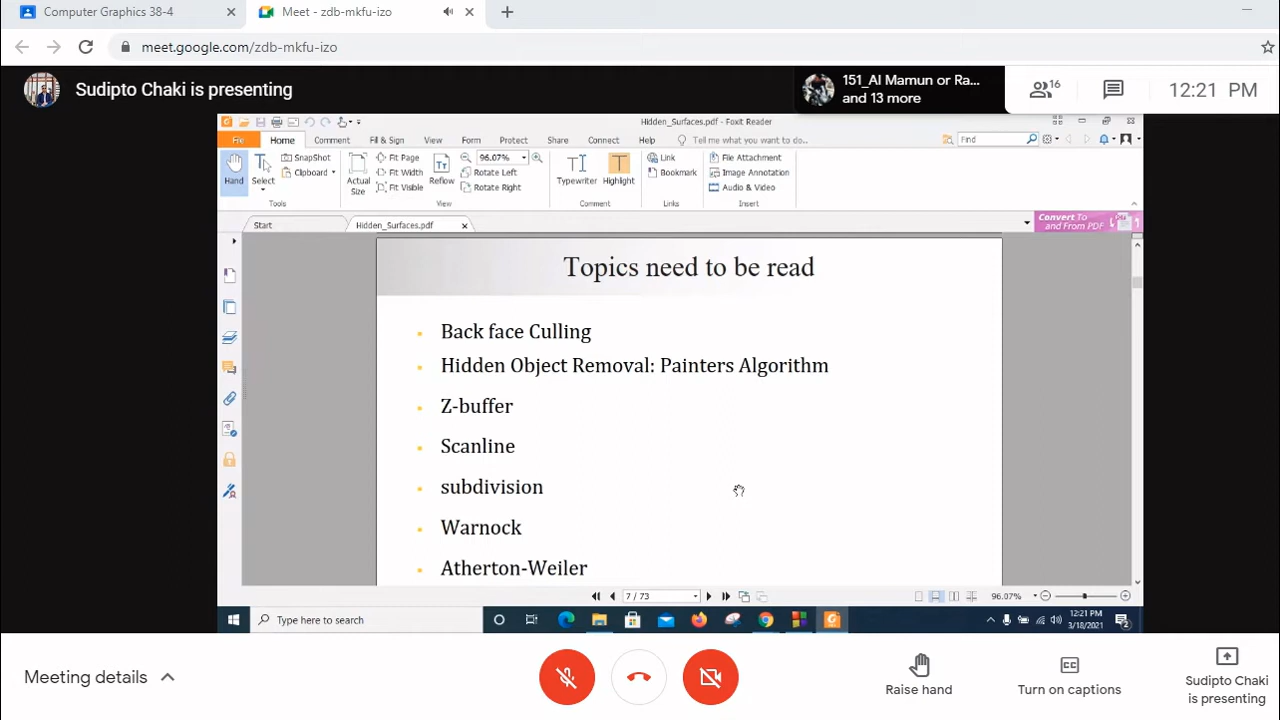 Computer Graphics 38-4
Meet - zdb-mkfu-izo
meet.google.com/zdb-mkfu-izo
Sudipto Chaki is presenting
151_Al Mamun or Ra...
and 13 more
16
12:21 PM
Hidden_Surfaces.pdf - Foxit Reader
File Home Comment Fill & Sign View Form Protect Share Connect Help Tell me what you want to do... Find
Hand
Select
SnapShot
Clipboard
Tools
Actual
Size
Fit Page
Fit Width
Fit Visible
Reflow
96.07%
Rotate Left
Rotate Right
View
Typewriter
Highlight
Comment
Link
Bookmark
Links
File Attachment
Image Annotation
Audio & Video
Insert
Start
Hidden_Surfaces.pdf
Convert To
and From PDF
Topics need to be read
Back face Culling
Hidden Object Removal: Painters Algorithm
Z-buffer
Scanline
subdivision
Warnock
Atherton-Weiler
7 / 73
96.07%
Type here to search
12:21 PM
3/18/2021
2
Meeting details
Raise hand
Turn on captions
Sudipto Chaki
is presenting